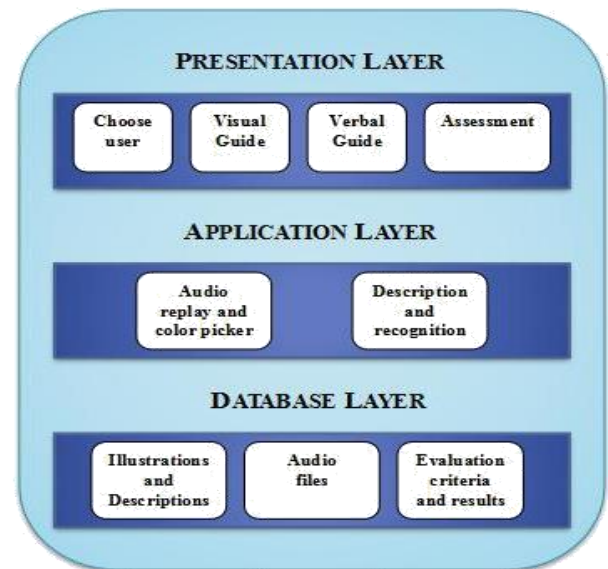 PRESENTATION LAYER
Choose
user
Visual
Guide
Verbal
Guide
Assessment
APPLICATION LAYER
Audio
replay and
color picker
Description
and
recognition
DATABASE LAYER
Illustrations
and
Descriptions
Audio
files
Evaluation
criteria
and results